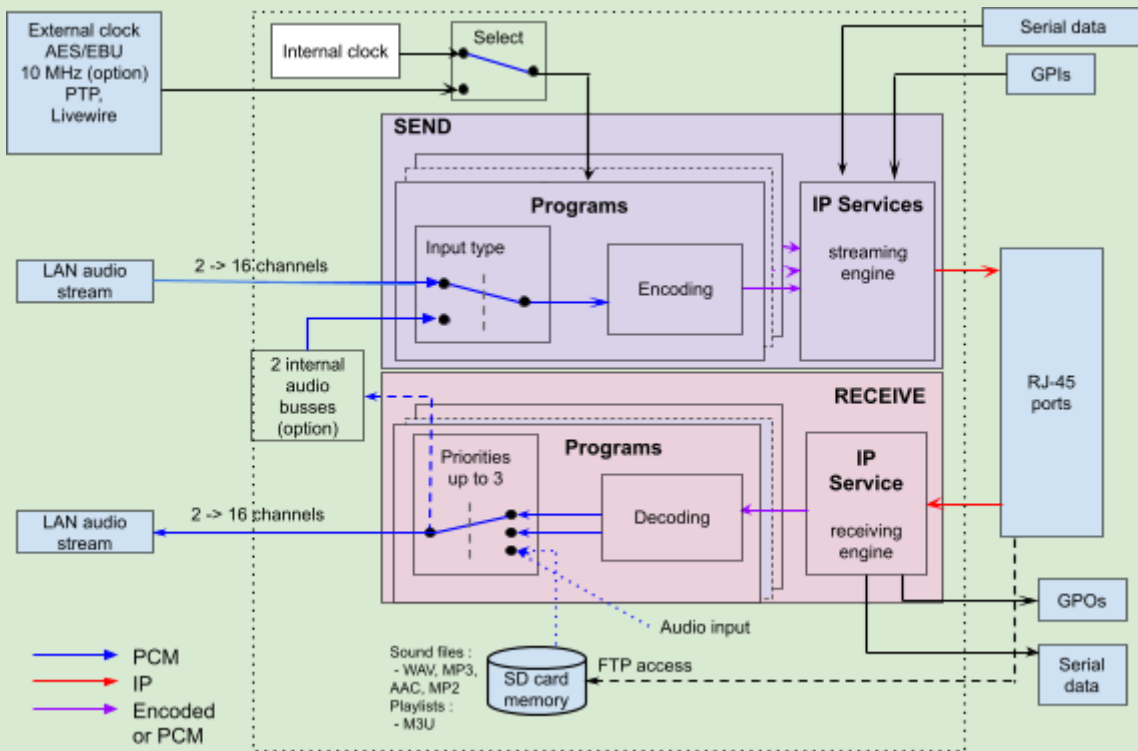 External clock
AES/EBU
10 MHz (option)
PTP,
Livewire
Internal clock
Select
Serial data
GPIs
SEND
Programs
IP Services
Input type
streaming
engine
Encoding
LAN audio
stream
2 -> 16 channels
2 internal
audio
busses
(option)
RJ-45
ports
RECEIVE
Programs
Priorities
up to 3
IP
Service
Decoding
receiving
engine
LAN audio
stream
2 -> 16 channels
GPOs
Audio input
Serial
data
PCM
IP
Encoded
or PCM
Sound files :
- WAV, MP3,
AAC, MP2
Playlists :
- M3U
SD card
memory
FTP access